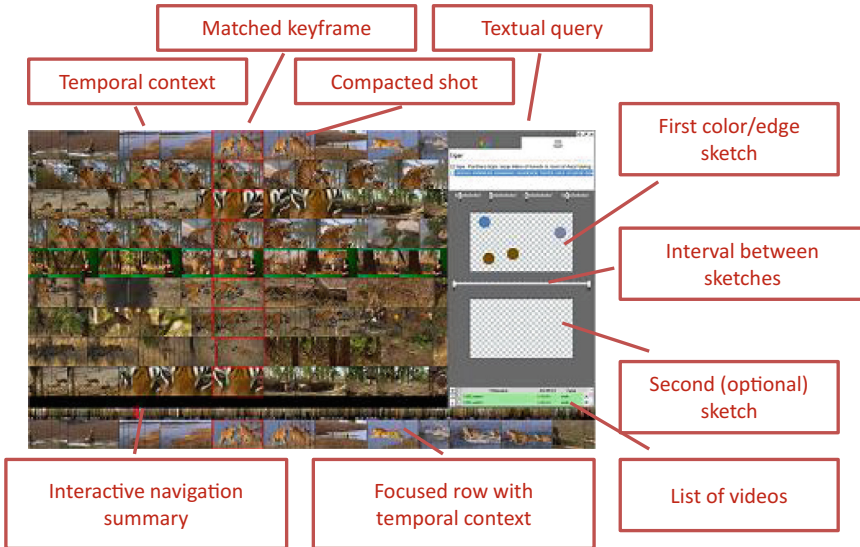 Matched keyframe
Textual query
Temporal context
Compacted shot
First color/edge
sketch
tiger
Interval between
sketches
Second (optional)
sketch
Interactive navigation
summary
Focused row with
temporal context
List of videos